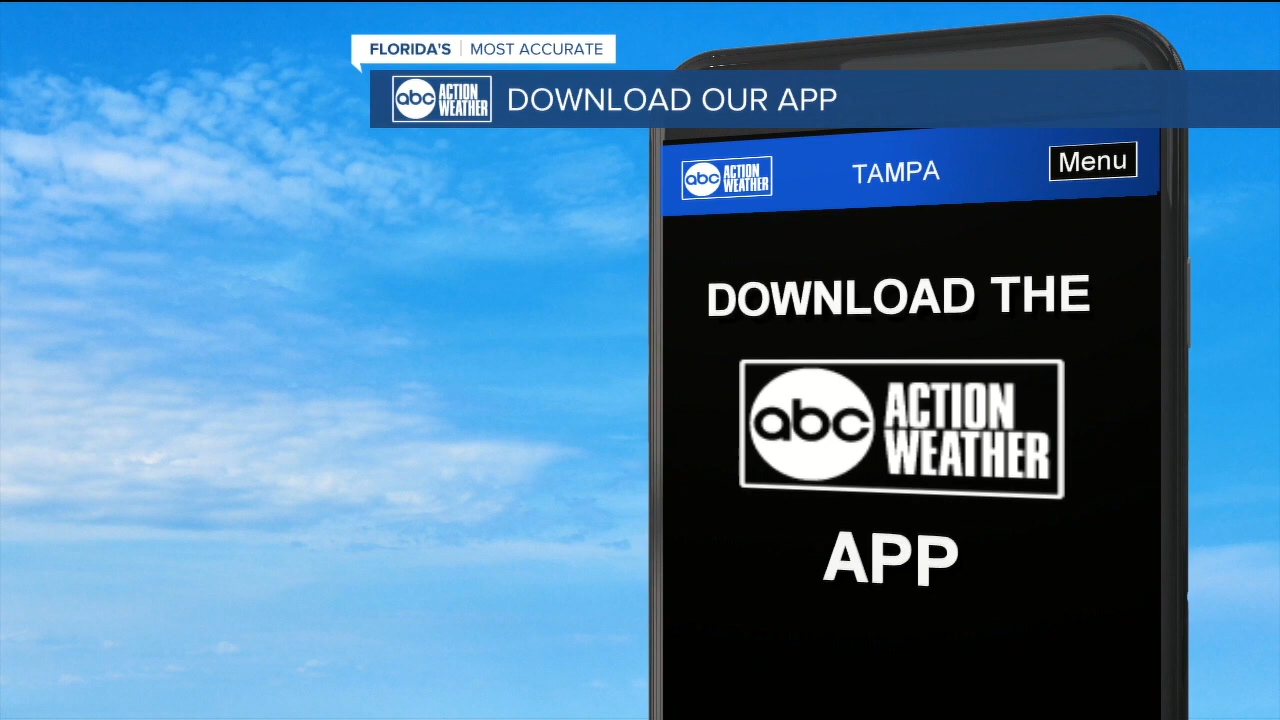 FLORIDA'S MOST ACCURATE
abc ACTION WEATHER DOWNLOAD OUR APP
abc ACTION WEATHER TAMPA Menu
DOWNLOAD THE
abc ACTION
WEATHER
APP